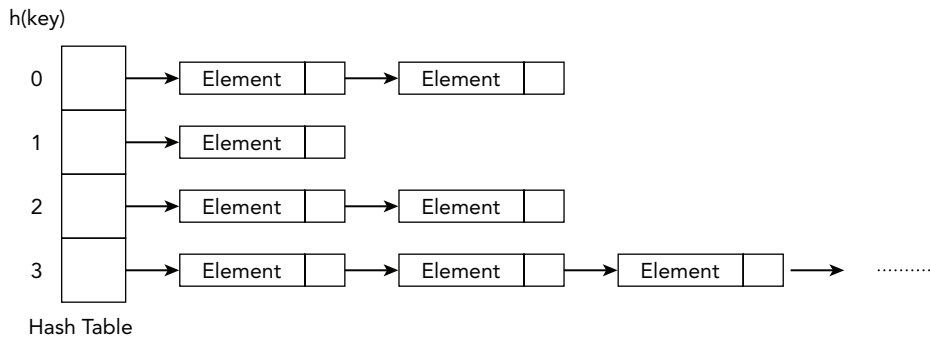 h(key)
0 Element Element
1 Element
2 Element Element
3 Element Element Element ..........
Hash Table